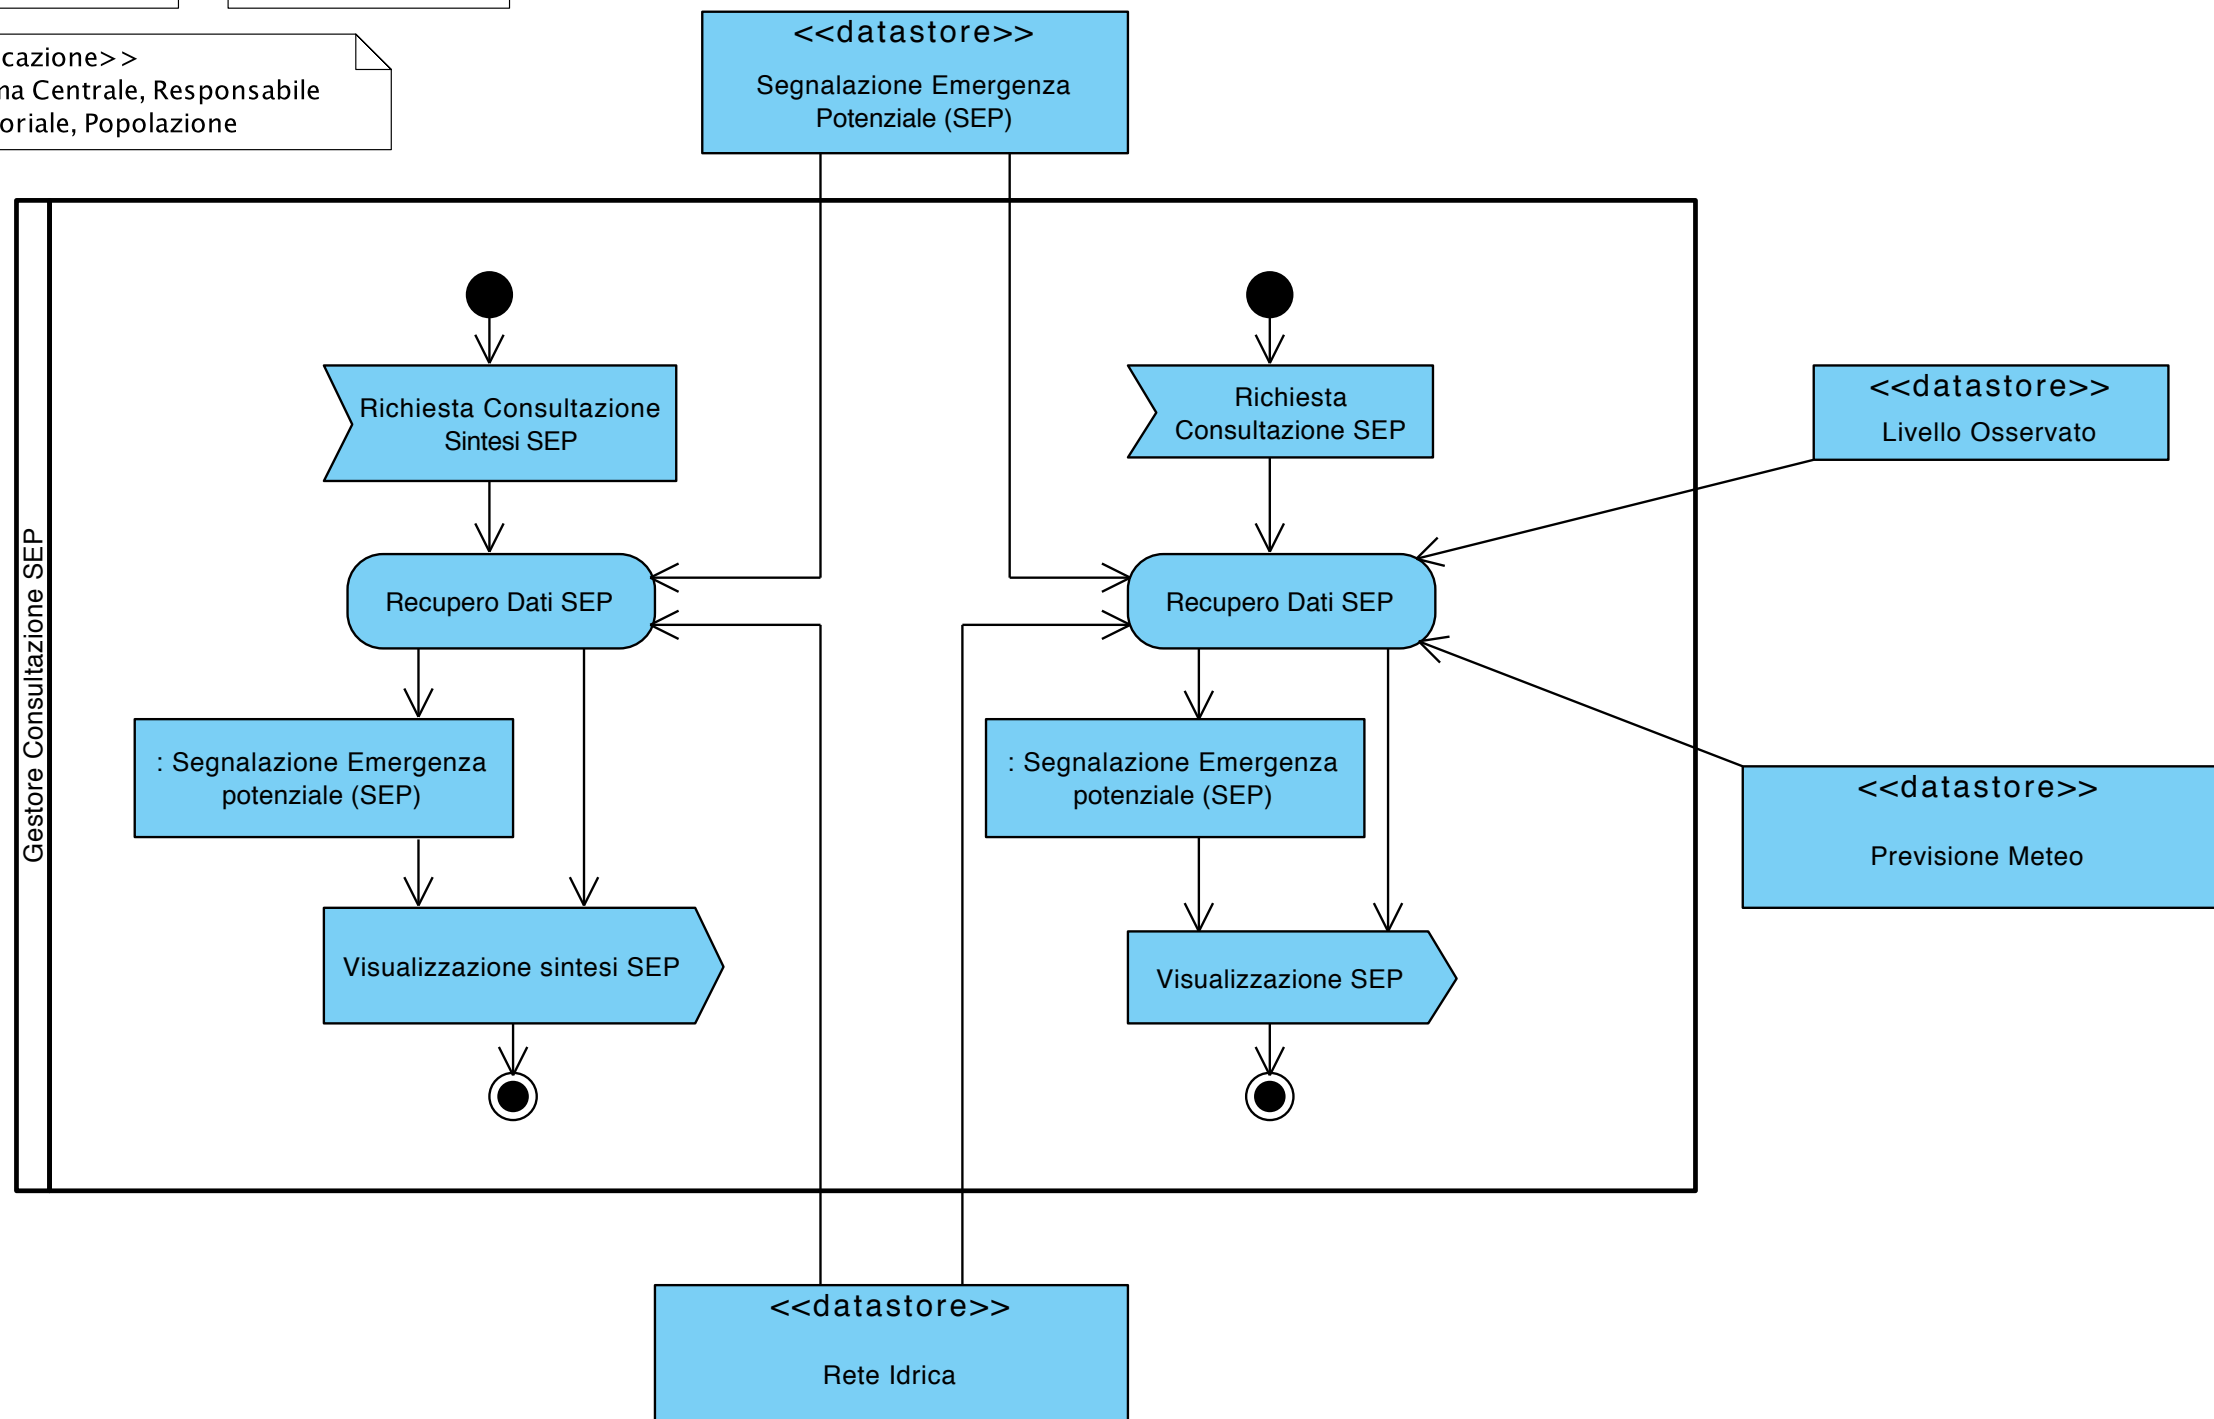 <<datastore>>
Segnalazione Emergenza
Potenziale (SEP)
cazione>>
na Centrale, Responsabile
oriale, Popolazione
Gestore Consultazione SEP
Richiesta Consultazione
Sintesi SEP
Richiesta
Consultazione SEP
<<datastore>>
Livello Osservato
Recupero Dati SEP
Recupero Dati SEP
: Segnalazione Emergenza
potenziale (SEP)
: Segnalazione Emergenza
potenziale (SEP)
<<datastore>>
Previsione Meteo
Visualizzazione sintesi SEP
Visualizzazione SEP
<<datastore>>
Rete Idrica